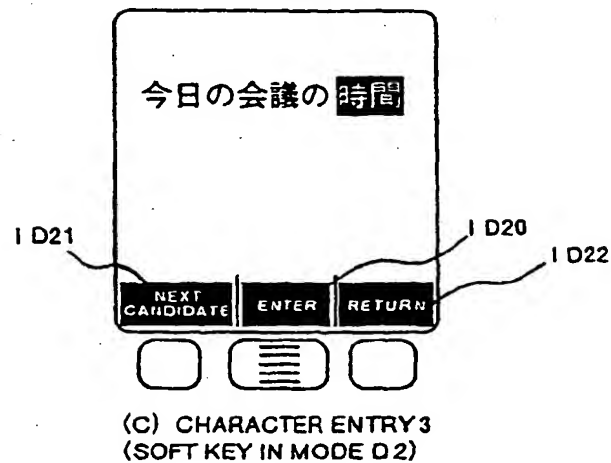 今日の会議の 時間
I D21
I D20
I D22
NEXT CANDIDATE
ENTER
RETURN
(C) CHARACTER ENTRY 3
(SOFT KEY IN MODE D2)